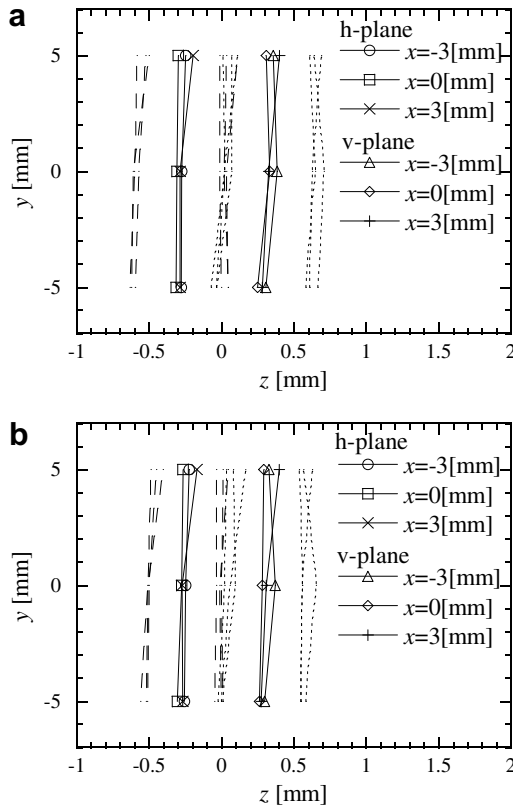 a
h-plane
x=-3[mm]
x=0[mm]
x=3[mm]
v-plane
x=-3[mm]
x=0[mm]
x=3[mm]
y [mm]
5
0
-5
-1 -0.5 0 0.5 1 1.5 2
z [mm]
b
h-plane
x=-3[mm]
x=0[mm]
x=3[mm]
v-plane
x=-3[mm]
x=0[mm]
x=3[mm]
y [mm]
5
0
-5
-1 -0.5 0 0.5 1 1.5 2
z [mm]